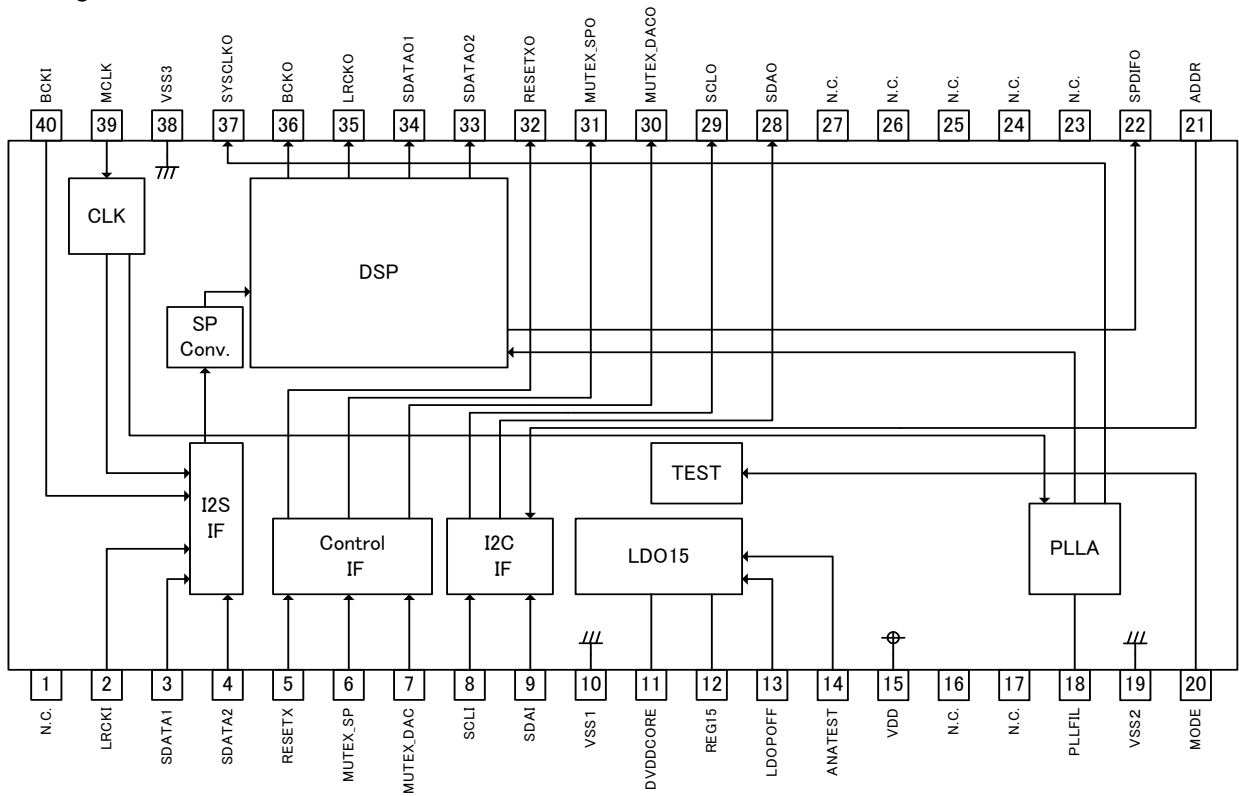 BCKI
MCLK
VSS3
SYSCLKO
BCKO
LRCKO
SDATAO1
SDATAO2
RESETXO
MUTEX_SPO
MUTEX_DACO
SCLO
SDAO
N.C.
N.C.
N.C.
N.C.
N.C.
SPDIFO
ADDR
40 39 38 37 36 35 34 33 32 31 30 29 28 27 26 25 24 23 22 21
CLK
DSP
SP
Conv.
I2S
IF
Control
IF
I2C
IF
TEST
LDO15
PLLA
1 2 3 4 5 6 7 8 9 10 11 12 13 14 15 16 17 18 19 20
N.C.
LRCKI
SDATA1
SDATA2
RESETX
MUTEX_SP
MUTEX_DAC
SCLI
SDAI
VSS1
DVDDCORE
REG15
LDOPOFF
ANATEST
VDD
N.C.
N.C.
PLLFIL
VSS2
MODE